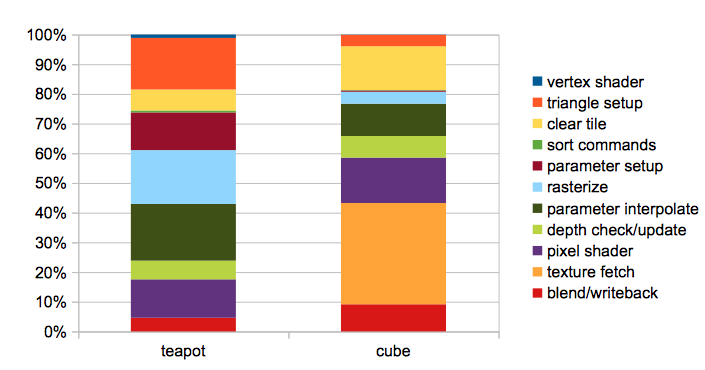 100%
90%
80%
70%
60%
50%
40%
30%
20%
10%
0%
teapot
cube
vertex shader
triangle setup
clear tile
sort commands
parameter setup
rasterize
parameter interpolate
depth check/update
pixel shader
texture fetch
blend/writeback